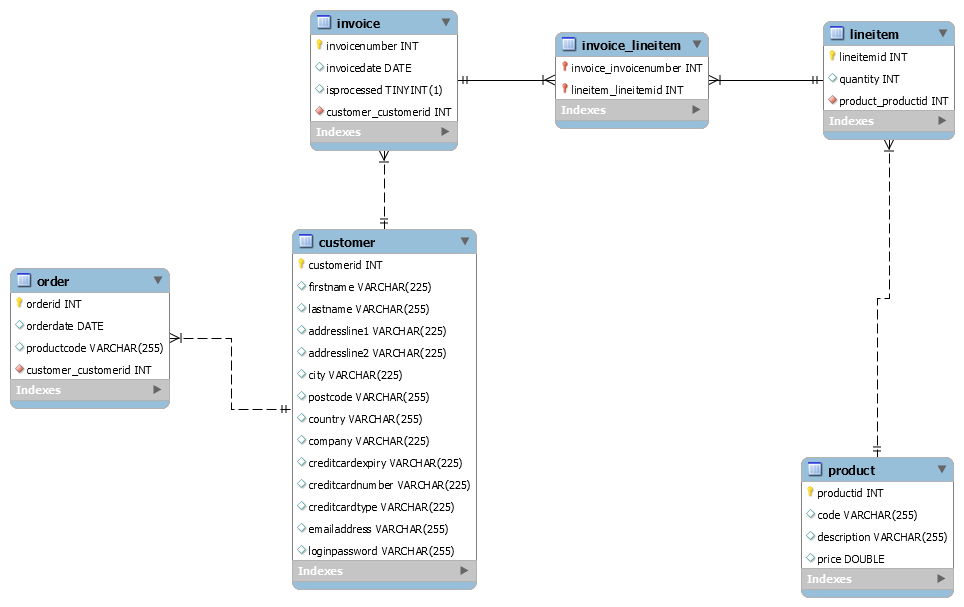 invoice
invoicenumber INT
invoicedate DATE
isprocessed TINYINT(1)
customer_customerid INT
Indexes
invoice_lineitem
invoice_invoicenumber INT
lineitem_lineitemid INT
Indexes
lineitem
lineitemid INT
quantity INT
product_productid INT
Indexes
order
orderid INT
orderdate DATE
productcode VARCHAR(255)
customer_customerid INT
Indexes
customer
customerid INT
firstname VARCHAR(225)
lastname VARCHAR(255)
addressline1 VARCHAR(225)
addressline2 VARCHAR(225)
city VARCHAR(225)
postcode VARCHAR(255)
country VARCHAR(255)
company VARCHAR(225)
creditcardexpiry VARCHAR(225)
creditcardnumber VARCHAR(225)
creditcardtype VARCHAR(225)
emailaddress VARCHAR(255)
loginpassword VARCHAR(255)
Indexes
product
productid INT
code VARCHAR(255)
description VARCHAR(255)
price DOUBLE
Indexes